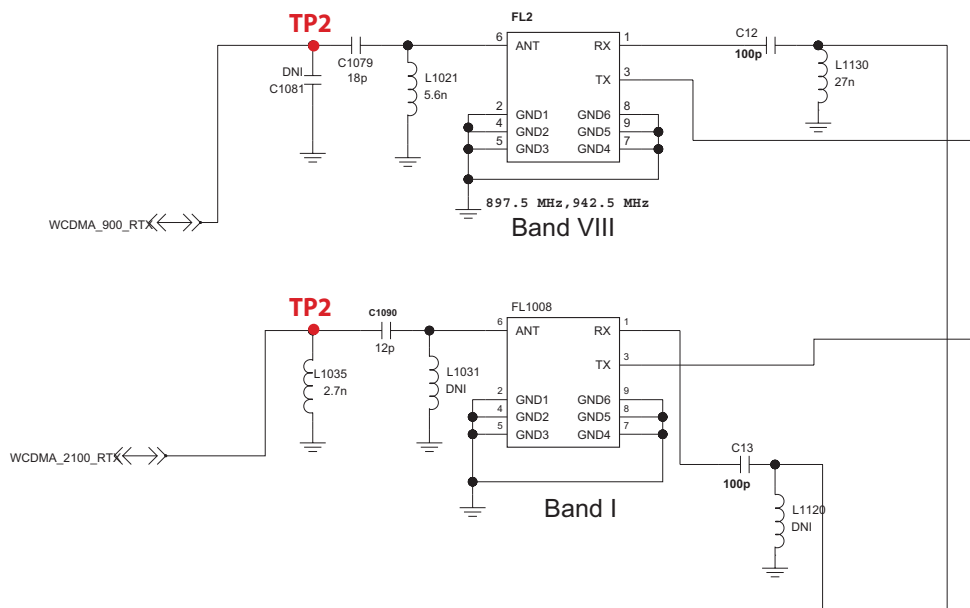 TP2
FL2
C1079
18p
DNI
C1081
L1021
5.6n
6 ANT RX 1
TX 3
2 GND1 GND6 8
4 GND2 GND5 9
5 GND3 GND4 7
C12
100p
L1130
27n
897.5 MHz,942.5 MHz
Band VIII
WCDMA_900_RTX
TP2
FL1008
C1090
12p
L1035
2.7n
L1031
DNI
6 ANT RX 1
TX 3
2 GND1 GND6 9
4 GND2 GND5 8
5 GND3 GND4 7
WCDMA_2100_RTX
Band I
C13
100p
L1120
DNI